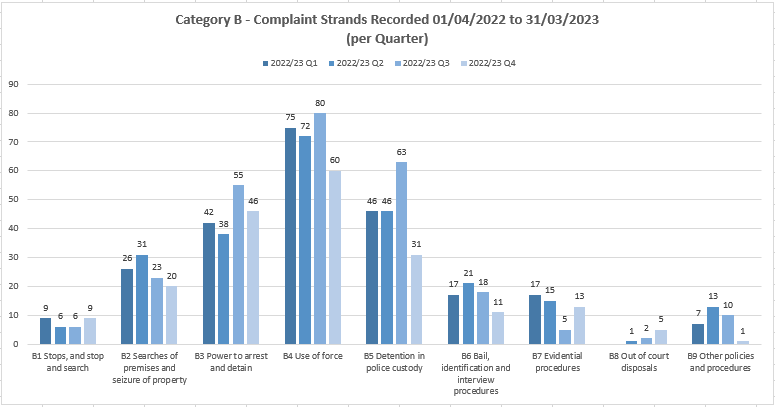 Category B - Complaint Strands Recorded 01/04/2022 to 31/03/2023
(per Quarter)
2022/23 Q1 2022/23 Q2 2022/23 Q3 2022/23 Q4
90
80
70
60
50
40
30
20
10
0
9 6 6 9
26 31 23 20
42 38 55 46
75 72 80 60
46 46 63 31
17 21 18 11
17 15 5 13
1 2 5
7 13 10 1
B1 Stops, and stop
and search
B2 Searches of
premises and
seizure of property
B3 Power to arrest
and detain
B4 Use of force
B5 Detention in
police custody
B6 Bail,
identification and
interview
procedures
B7 Evidential
procedures
B8 Out of court
disposals
B9 Other policies
and procedures